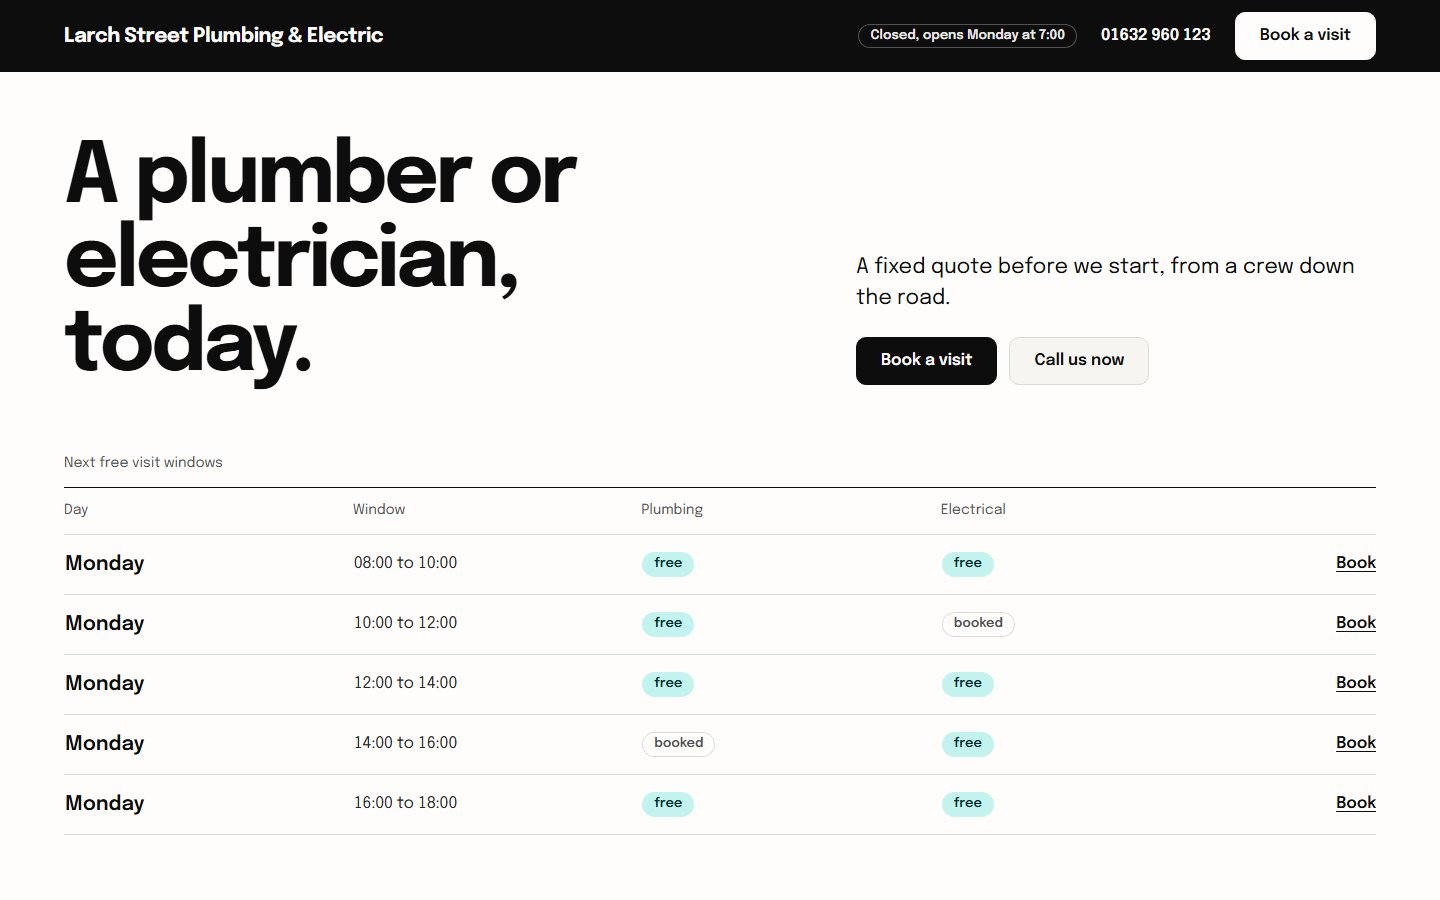 Larch Street Plumbing & Electric
Closed, opens Monday at 7:00
01632 960 123
Book a visit
A plumber or
electrician,
today.
A fixed quote before we start, from a crew down
the road.
Book a visit
Call us now
Next free visit windows
Day Window Plumbing Electrical
Monday 08:00 to 10:00 free free Book
Monday 10:00 to 12:00 free booked Book
Monday 12:00 to 14:00 free free Book
Monday 14:00 to 16:00 booked free Book
Monday 16:00 to 18:00 free free Book